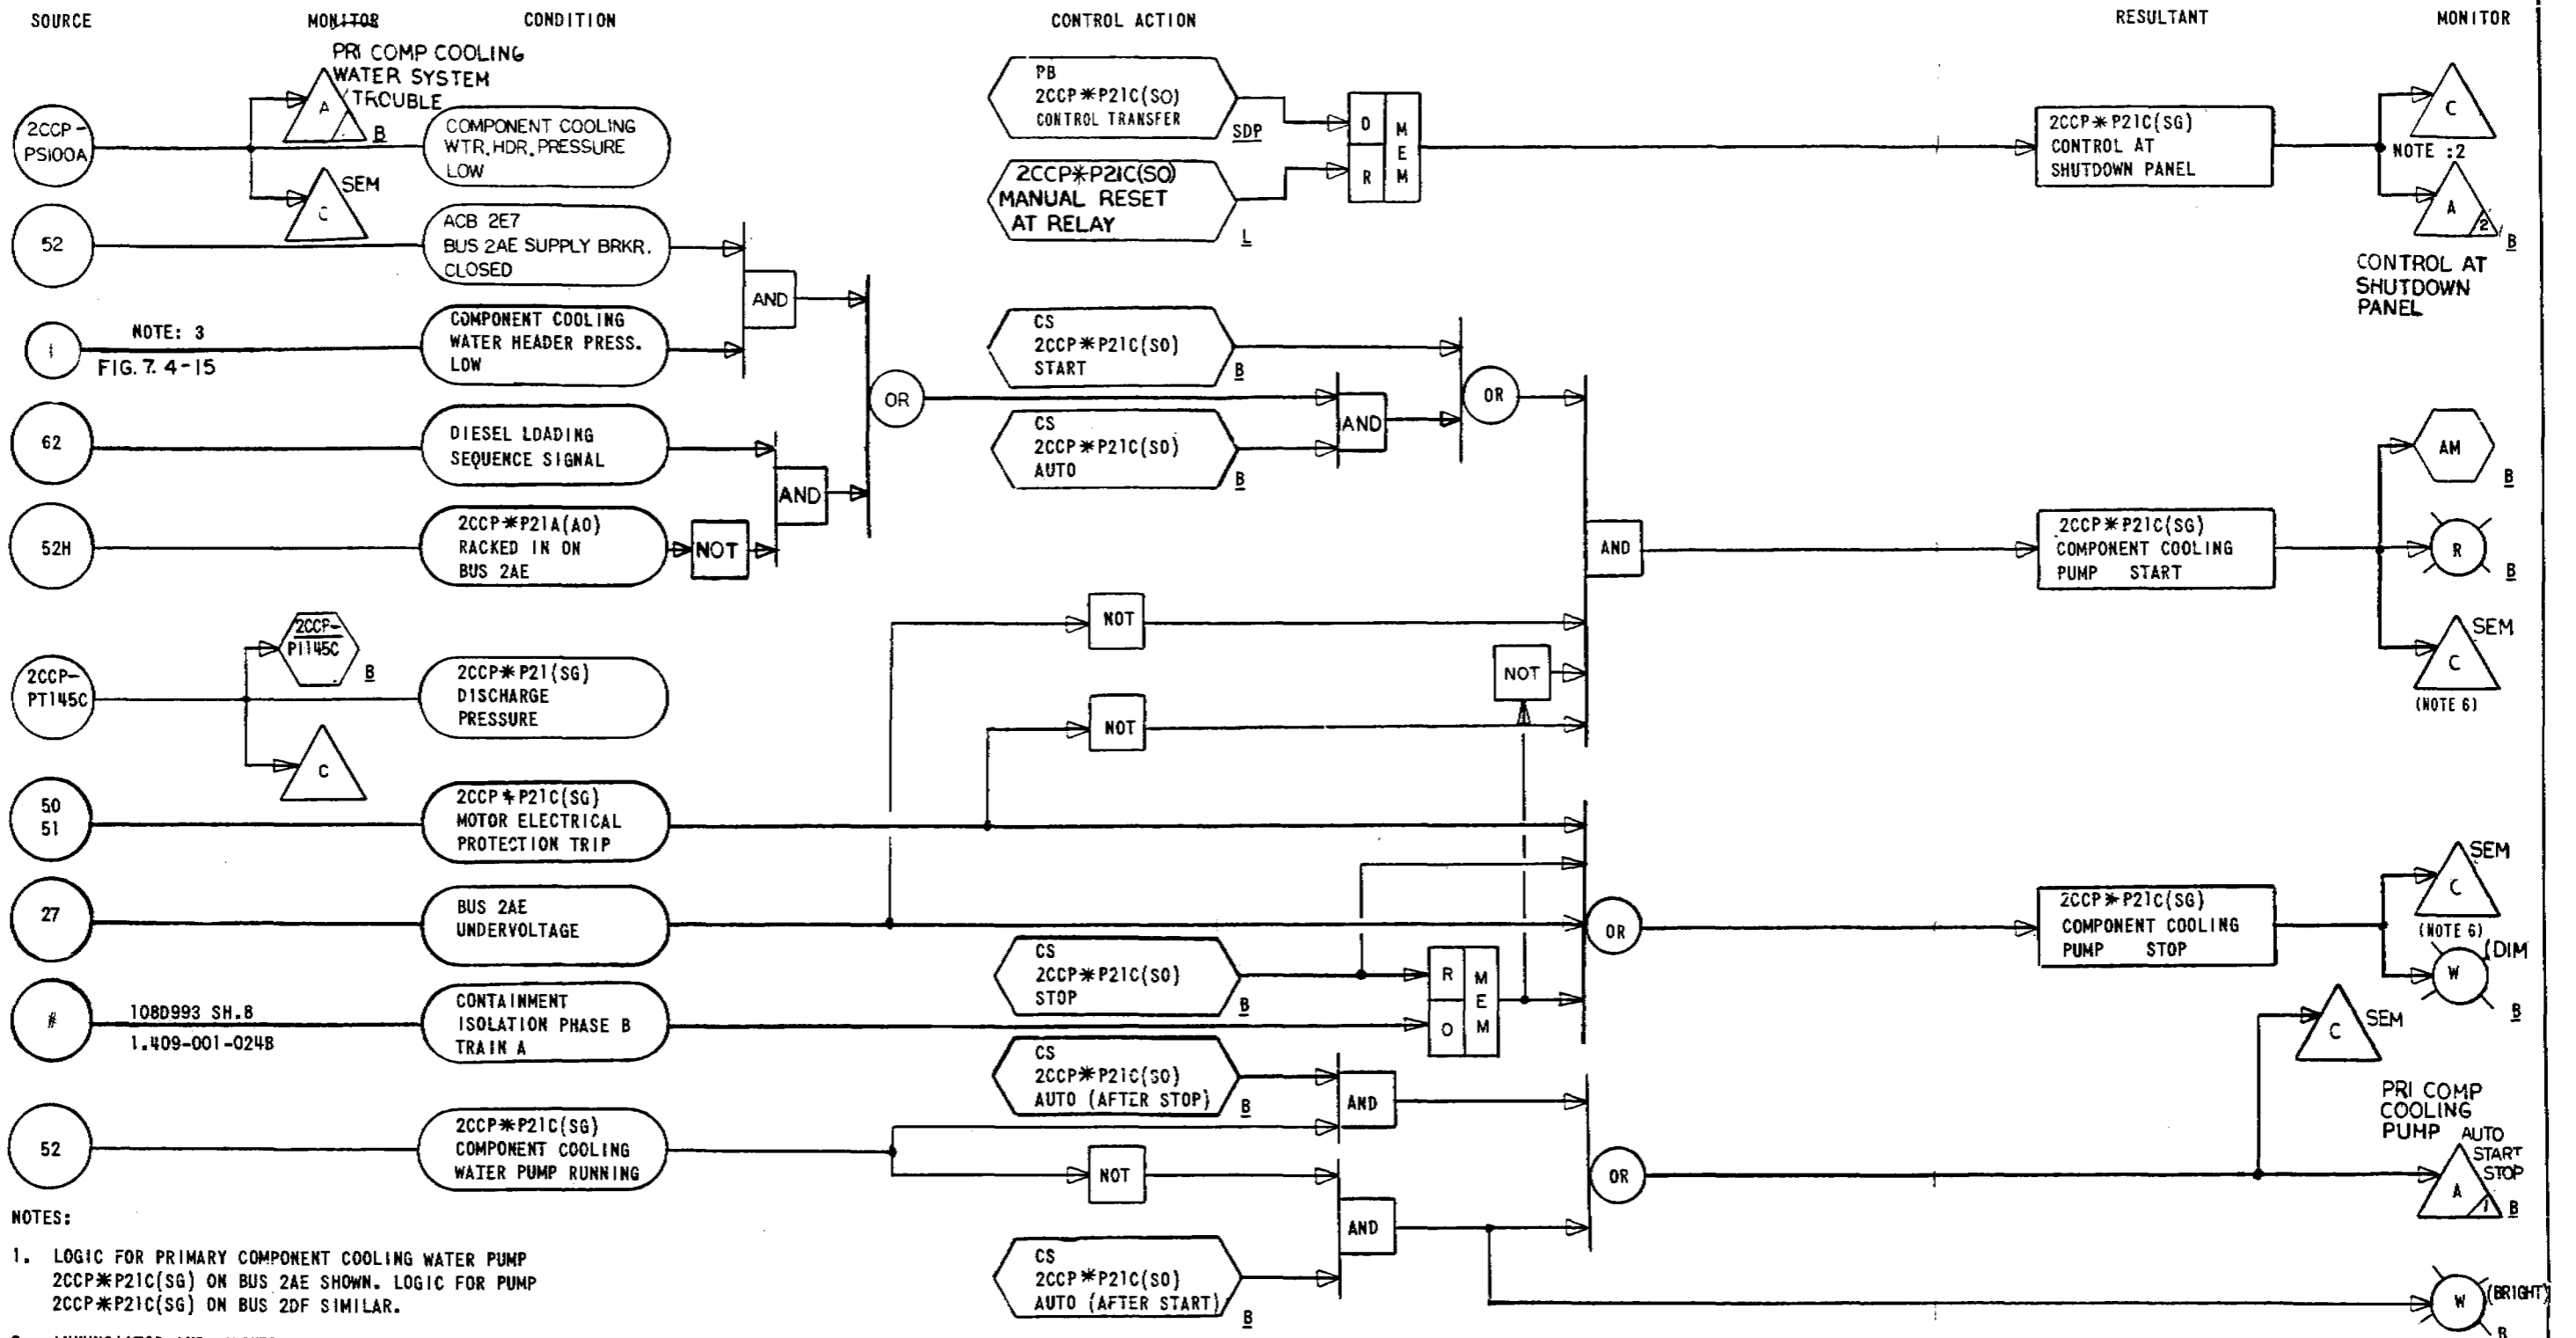 SOURCE
MONITOR
CONDITION
CONTROL ACTION
RESULTANT
MONITOR
2CCP-
PS100A
PRI COMP COOLING
WATER SYSTEM
TROUBLE
A
B
C
SEM
COMPONENT COOLING
WTR. HDR. PRESSURE
LOW
PB
2CCP*P21C(SO)
CONTROL TRANSFER
SDP
2CCP*P21C(SO)
MANUAL RESET
AT RELAY
L
O
R
MEM
2CCP*P21C(SG)
CONTROL AT
SHUTDOWN PANEL
C
NOTE :2
A
2
B
CONTROL AT
SHUTDOWN
PANEL
52
ACB 2E7
BUS 2AE SUPPLY BRKR.
CLOSED
1
NOTE: 3
FIG. 7.4-15
COMPONENT COOLING
WATER HEADER PRESS.
LOW
AND
OR
CS
2CCP*P21C(SO)
START
B
CS
2CCP*P21C(SO)
AUTO
B
AND
OR
62
DIESEL LOADING
SEQUENCE SIGNAL
52H
2CCP*P21A(AO)
RACKED IN ON
BUS 2AE
NOT
AND
AND
2CCP*P21C(SG)
COMPONENT COOLING
PUMP START
AM
B
R
B
C
SEM
(NOTE 6)
2CCP-
PT145C
2CCP-
PI145C
B
C
2CCP*P21(SG)
DISCHARGE
PRESSURE
NOT
NOT
NOT
50
51
2CCP*P21C(SG)
MOTOR ELECTRICAL
PROTECTION TRIP
27
BUS 2AE
UNDERVOLTAGE
#
108D993 SH.8
1.409-001-024B
CONTAINMENT
ISOLATION PHASE B
TRAIN A
CS
2CCP*P21C(SO)
STOP
B
R
O
MEM
OR
2CCP*P21C(SG)
COMPONENT COOLING
PUMP STOP
C
SEM
(NOTE 6)
W
(DIM
B
52
2CCP*P21C(SG)
COMPONENT COOLING
WATER PUMP RUNNING
CS
2CCP*P21C(SO)
AUTO (AFTER STOP)
B
AND
NOT
AND
CS
2CCP*P21C(SO)
AUTO (AFTER START)
B
OR
C
SEM
PRI COMP
COOLING
PUMP
AUTO
START
STOP
A
1
B
W
(BRIGHT)
B
NOTES:
1. LOGIC FOR PRIMARY COMPONENT COOLING WATER PUMP
2CCP*P21C(SG) ON BUS 2AE SHOWN. LOGIC FOR PUMP
2CCP*P21C(SG) ON BUS 2DF SIMILAR.